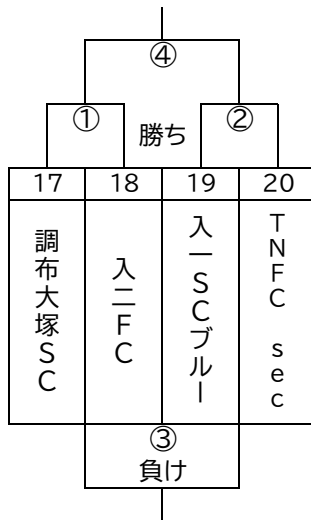 ④
① ②
勝ち
17 18 19 20
調布大塚SC
入二FC
入一SCブルー
TNFC sec
③
負け